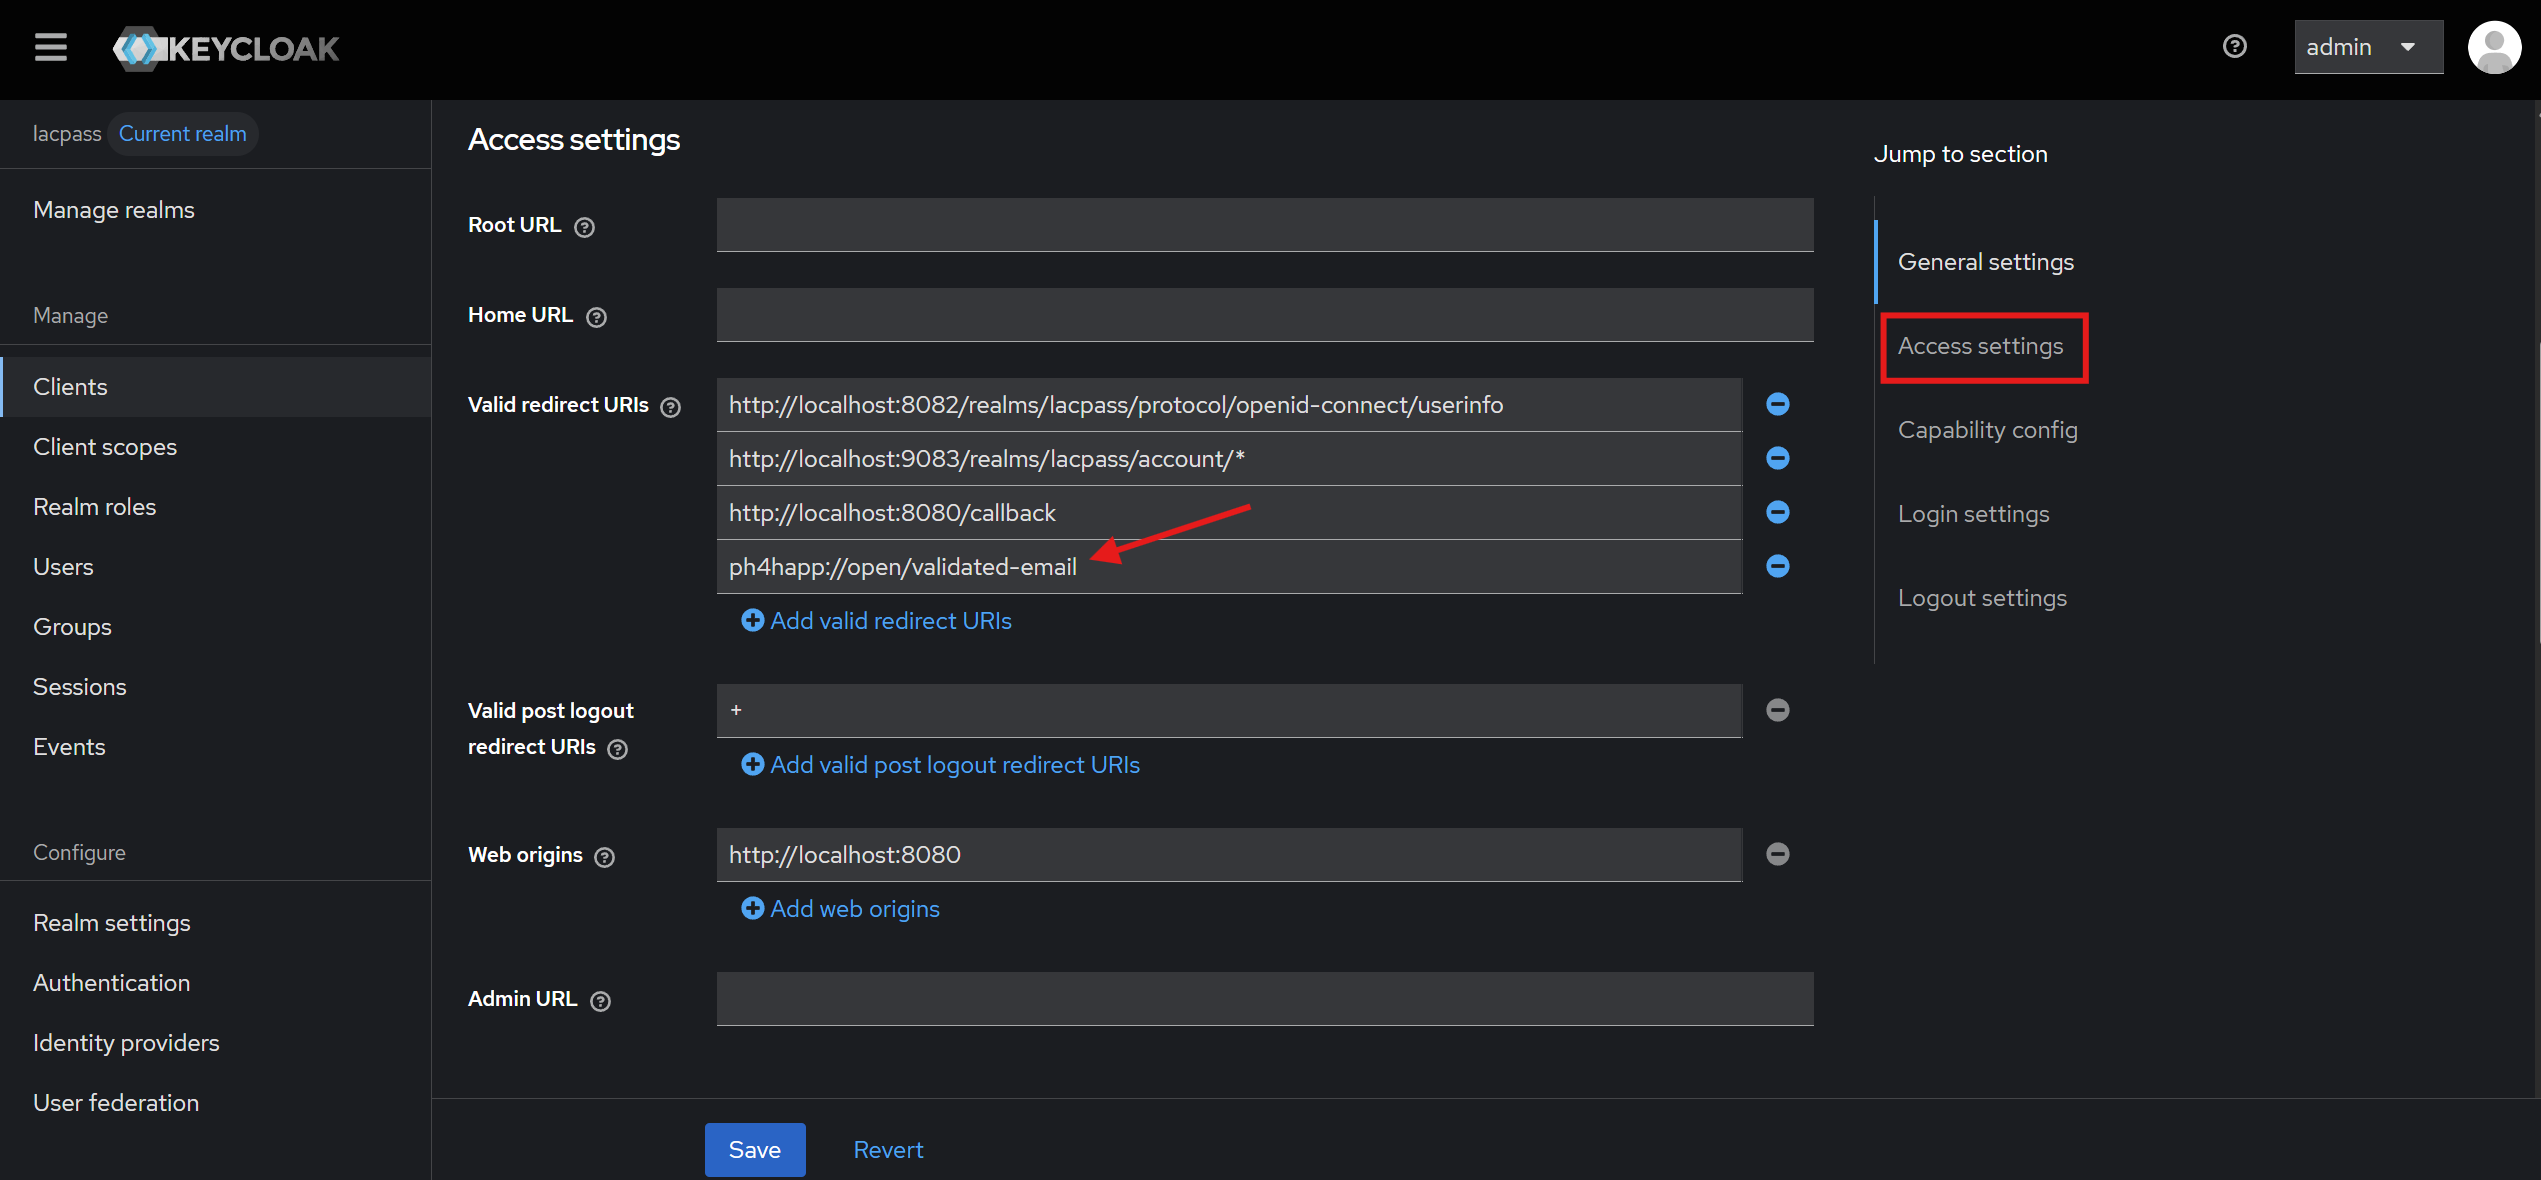 KEYCLOAK
admin
lacpass Current realm
Manage realms
Manage
Clients
Client scopes
Realm roles
Users
Groups
Sessions
Events
Configure
Realm settings
Authentication
Identity providers
User federation
Access settings
Root URL
Home URL
Valid redirect URIs
http://localhost:8082/realms/lacpass/protocol/openid-connect/userinfo
http://localhost:9083/realms/lacpass/account/*
http://localhost:8080/callback
ph4happ://open/validated-email
Add valid redirect URIs
Valid post logout
redirect URIs
+
Add valid post logout redirect URIs
Web origins
http://localhost:8080
Add web origins
Admin URL
Save Revert
Jump to section
General settings
Access settings
Capability config
Login settings
Logout settings